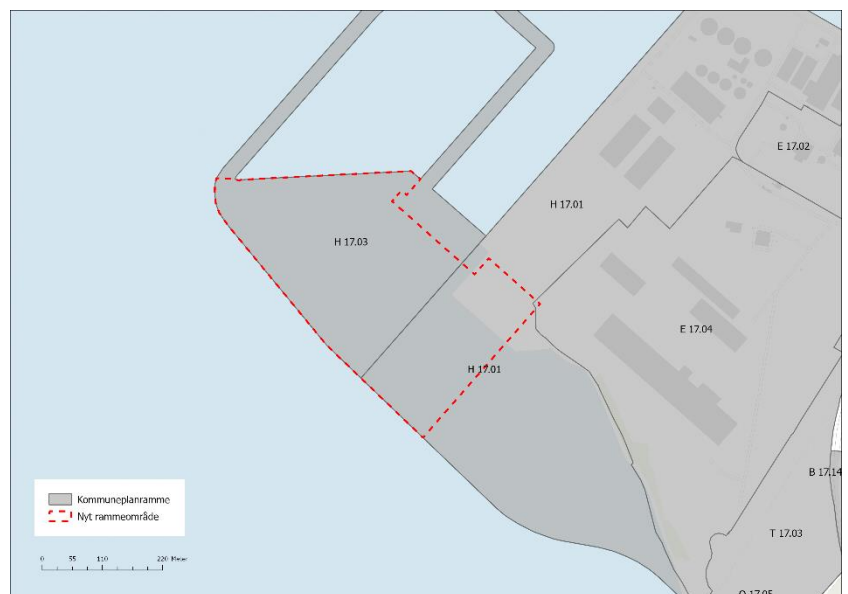 E 17.02
H 17.01
H 17.03
E 17.04
H 17.01
B 17.14
Kommuneplanramme
Nyt rammeområde
T 17.03
0 55 110 220 Meter
O 17.05